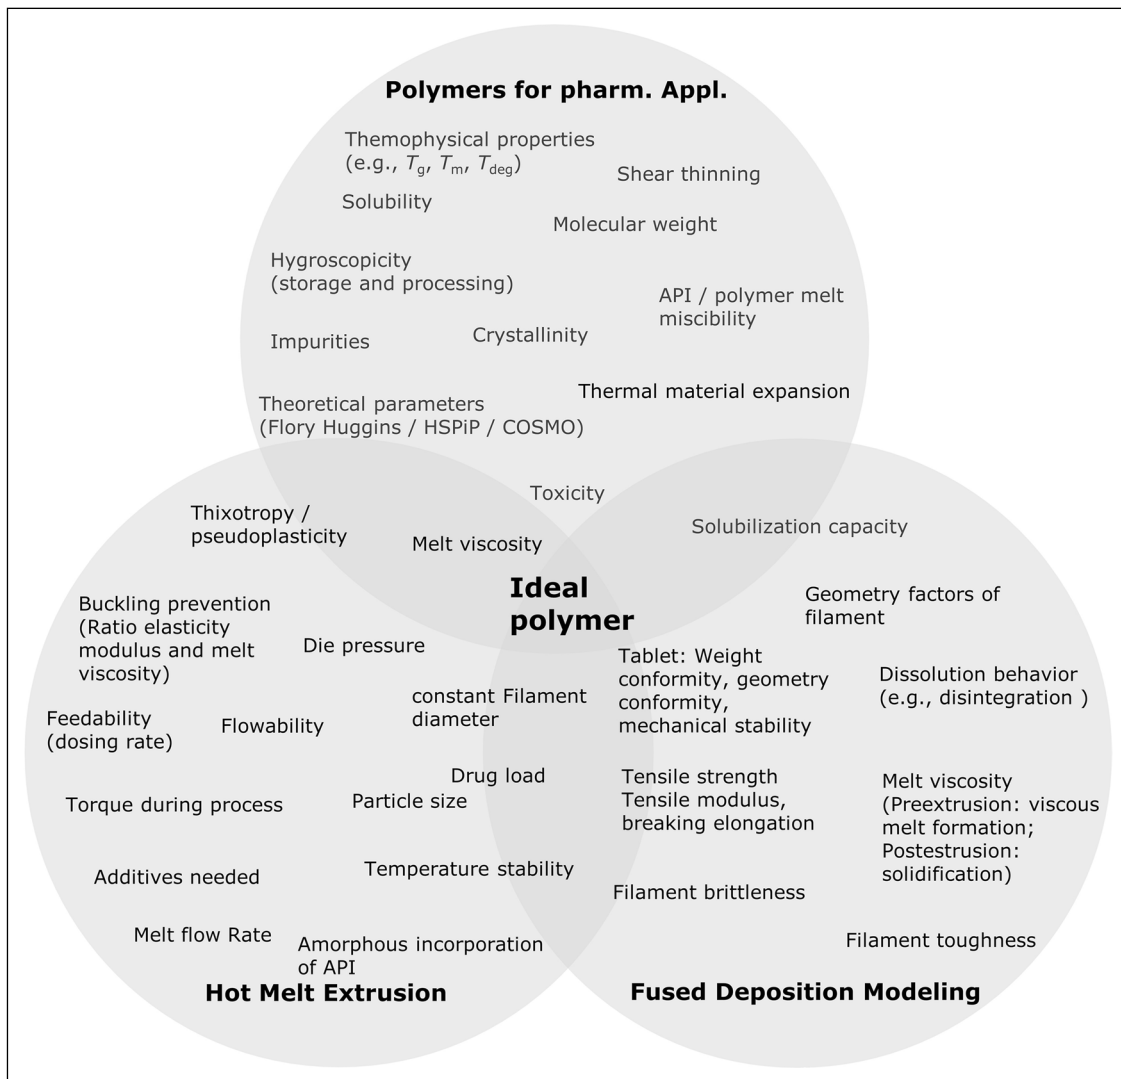 Polymers for pharm. Appl.
Themophysical properties
(e.g., Tg, Tm, Tdeg)
Shear thinning
Solubility
Molecular weight
Hygroscopicity
(storage and processing)
API / polymer melt
miscibility
Impurities
Crystallinity
Thermal material expansion
Theoretical parameters
(Flory Huggins / HSPiP / COSMO)
Toxicity
Thixotropy /
pseudoplasticity
Melt viscosity
Solubilization capacity
Ideal
polymer
Buckling prevention
(Ratio elasticity
modulus and melt
viscosity)
Die pressure
constant Filament
diameter
Feedability
(dosing rate)
Flowability
Drug load
Torque during process
Particle size
Temperature stability
Additives needed
Melt flow Rate
Amorphous incorporation
of API
Hot Melt Extrusion
Geometry factors of
filament
Tablet: Weight
conformity, geometry
conformity,
mechanical stability
Dissolution behavior
(e.g., disintegration )
Tensile strength
Tensile modulus,
breaking elongation
Melt viscosity
(Preextrusion: viscous
melt formation;
Postestrusion:
solidification)
Filament brittleness
Filament toughness
Fused Deposition Modeling